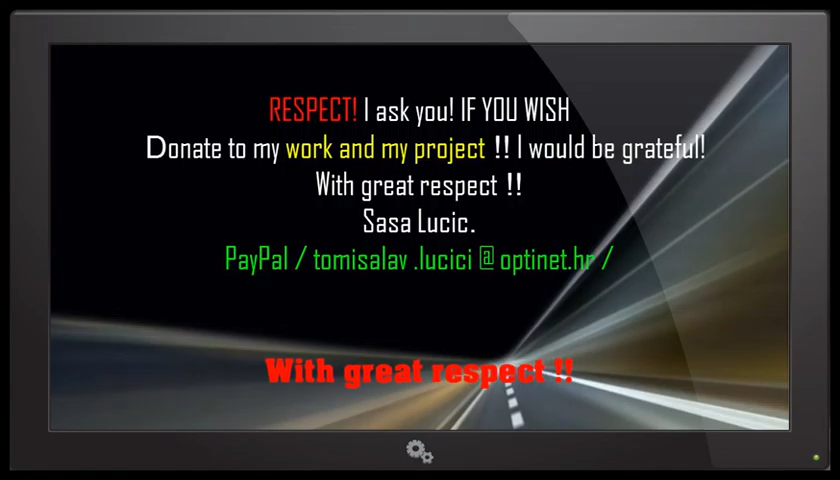 RESPECT! I ask you! IF YOU WISH
Donate to my work and my project !! I would be grateful!
With great respect !!
Sasa Lucic.
PayPal / tomisalav .lucici @ optinet.hr /
With great respect !!